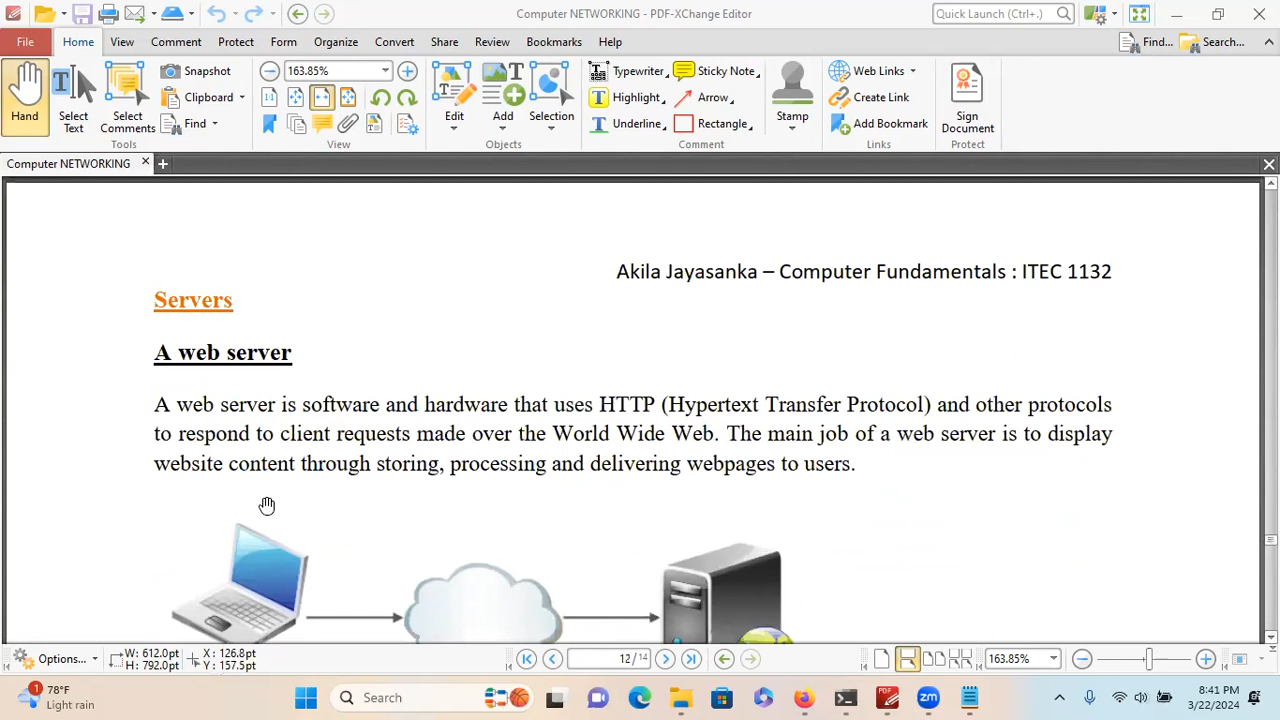 Computer NETWORKING - PDF-XChange Editor
Quick Launch (Ctrl+.)
File Home View Comment Protect Form Organize Convert Share Review Bookmarks Help Find... Search...
Hand
Select Text
Select Comments
Snapshot
Clipboard
Find
Tools
163.85%
View
Edit
Add
Selection
Objects
Typewriter
Highlight
Underline
Sticky Note
Arrow
Rectangle
Stamp
Comment
Web Links
Create Link
Add Bookmark
Links
Sign Document
Protect
Computer NETWORKING
Akila Jayasanka – Computer Fundamentals : ITEC 1132
Servers
A web server
A web server is software and hardware that uses HTTP (Hypertext Transfer Protocol) and other protocols
to respond to client requests made over the World Wide Web. The main job of a web server is to display
website content through storing, processing and delivering webpages to users.
Options... W: 612.0pt X : 126.8pt
H: 792.0pt Y : 157.5pt
12 / 14
163.85%
1
78°F
Light rain
Search
PDF
zm
8:41 PM
3/22/2024